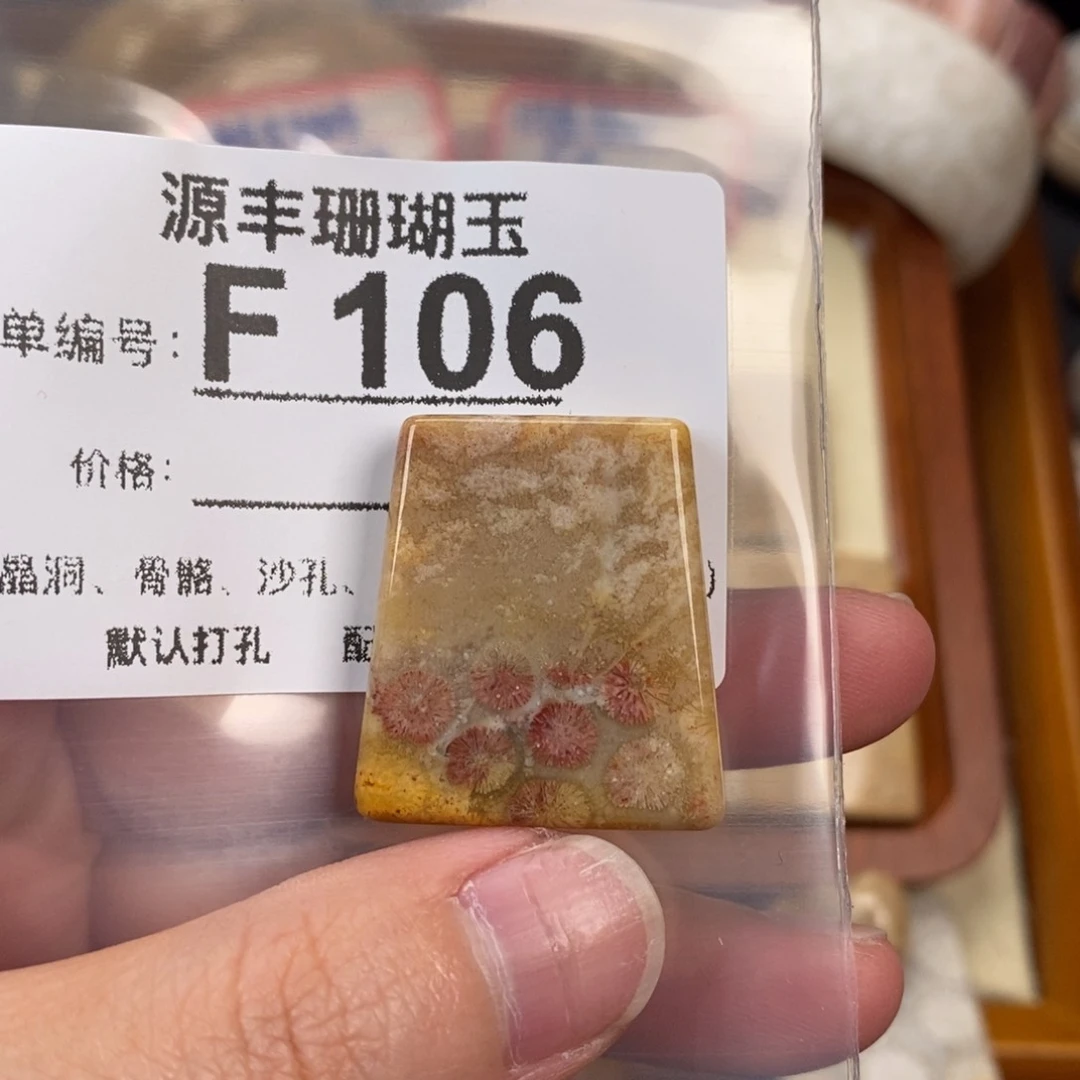 源丰珊瑚玉
单编号: F 106
价格:
晶洞、骨骼、沙孔、
默认打孔 配